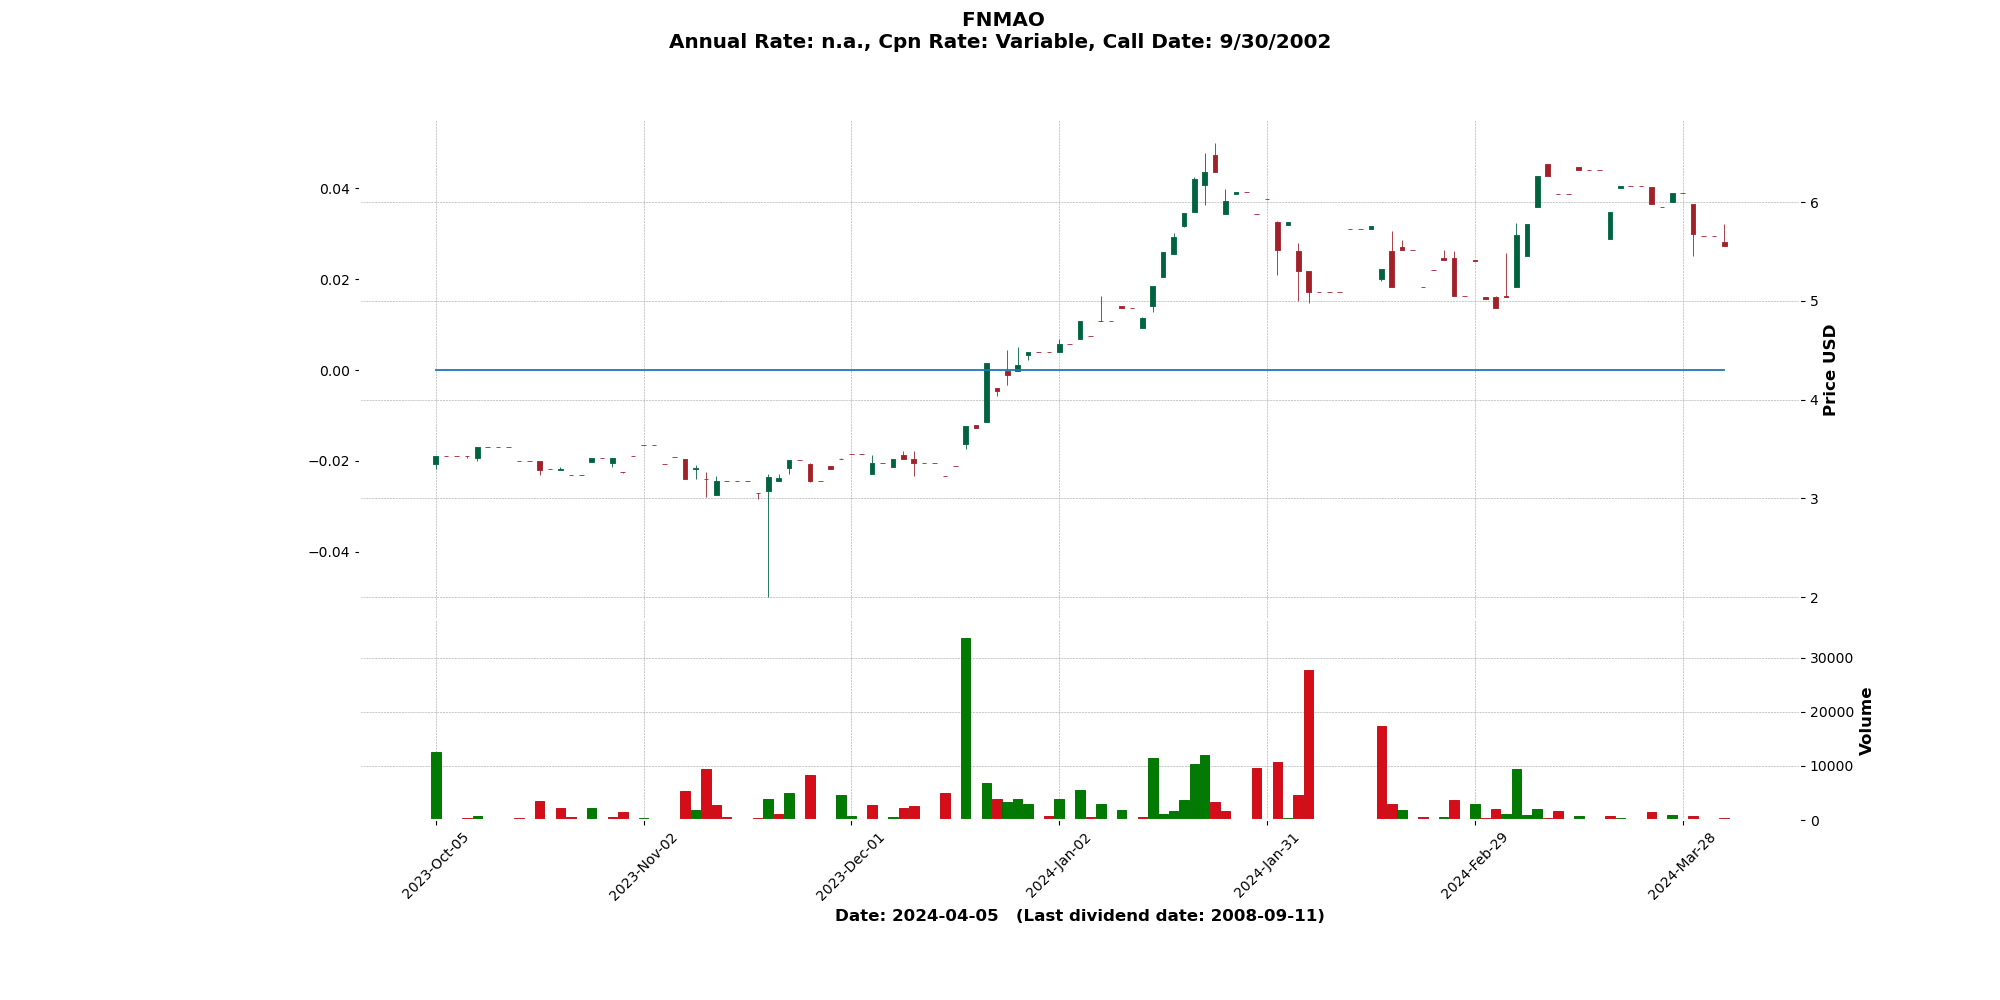 FNMAO
Annual Rate: n.a., Cpn Rate: Variable, Call Date: 9/30/2002
0.04
0.02
0.00
−0.02
−0.04
6
5
4
3
2
Price USD
30000
20000
10000
0
Volume
2023-Oct-05
2023-Nov-02
2023-Dec-01
2024-Jan-02
2024-Jan-31
2024-Feb-29
2024-Mar-28
Date: 2024-04-05   (Last dividend date: 2008-09-11)